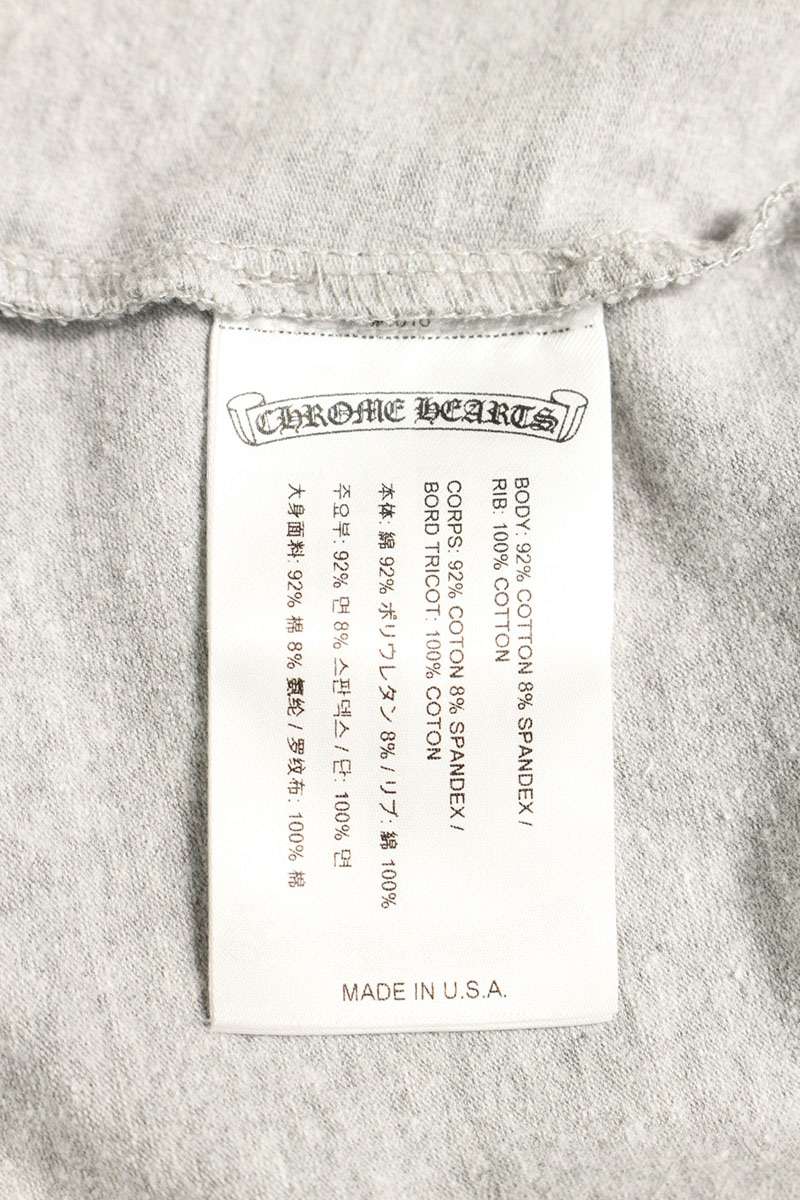 CHROME HEARTS
BODY: 92% COTTON 8% SPANDEX /
RIB: 100% COTTON
CORPS: 92% COTON 8% SPANDEX /
BORD TRICOT: 100% COTON
本体: 綿 92% ポリウレタン 8% / リブ: 綿 100%
주요부: 92% 면 8% 스판덱스 / 단: 100% 면
大身面料: 92% 棉 8% 氨纶 / 罗纹布: 100% 棉
MADE IN U.S.A.